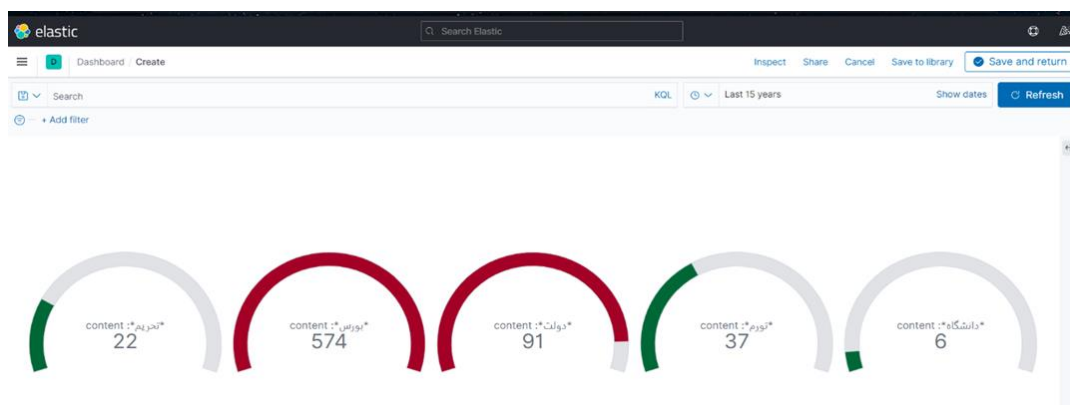 elastic
Search Elastic
D Dashboard / Create
Inspect Share Cancel Save to library Save and return
Search
KQL
Last 15 years
Show dates
Refresh
+ Add filter
content :*تحریم*
22
content :*بورس*
574
content :*دولت*
91
content :*تورم*
37
content :*دانشگاه*
6